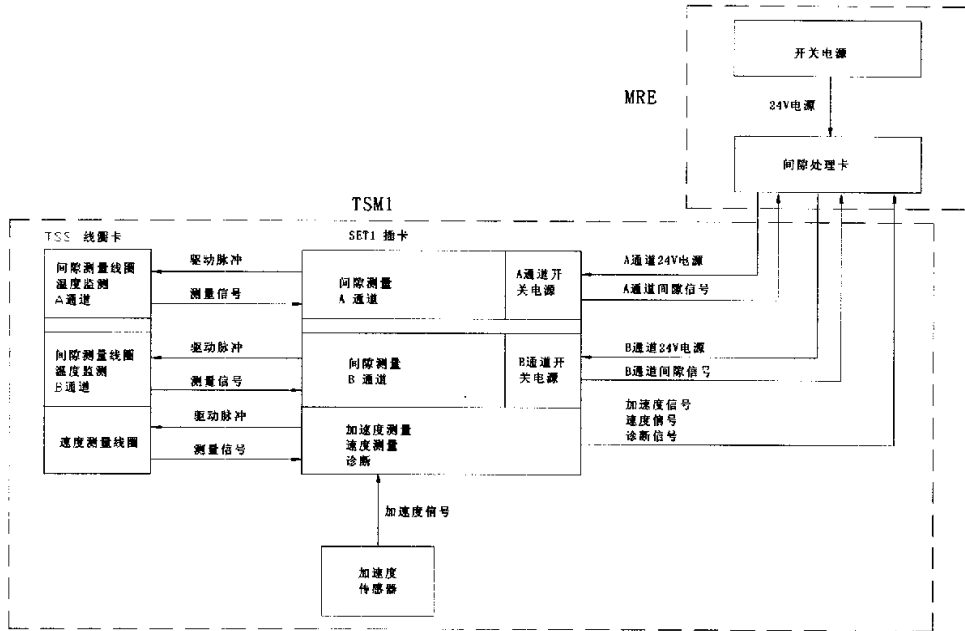 开关电源
MRE
24V电源
间隙处理卡
TSM1
TSS 线圈卡
SET1 插卡
间隙测量线圈
温度监测
A通道
驱动脉冲
测量信号
间隙测量
A 通道
A通道开
关电源
A通道24V电源
A通道间隙信号
间隙测量线圈
温度监测
B通道
驱动脉冲
测量信号
间隙测量
B 通道
B通道开
关电源
B通道24V电源
B通道间隙信号
速度测量线圈
驱动脉冲
测量信号
加速度测量
速度测量
诊断
加速度信号
速度信号
诊断信号
加速度信号
加速度
传感器